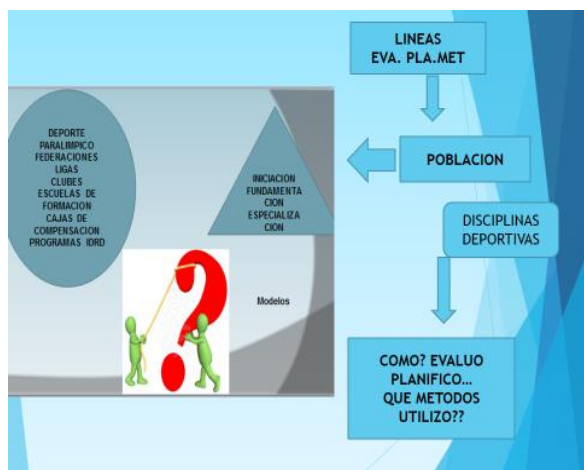 LINEAS
EVA. PLA.MET
DEPORTE
PARALIMPICO
FEDERACIONES
LIGAS
CLUBES
ESCUELAS DE
FORMACION
CAJAS DE
COMPENSACION
PROGRAMAS IDRD
INICIACION
FUNDAMENTA
CION
ESPECIALIZA
CION
POBLACION
DISCIPLINAS
DEPORTIVAS
Modelos
COMO? EVALUO
PLANIFICO...
QUE METODOS
UTILIZO??